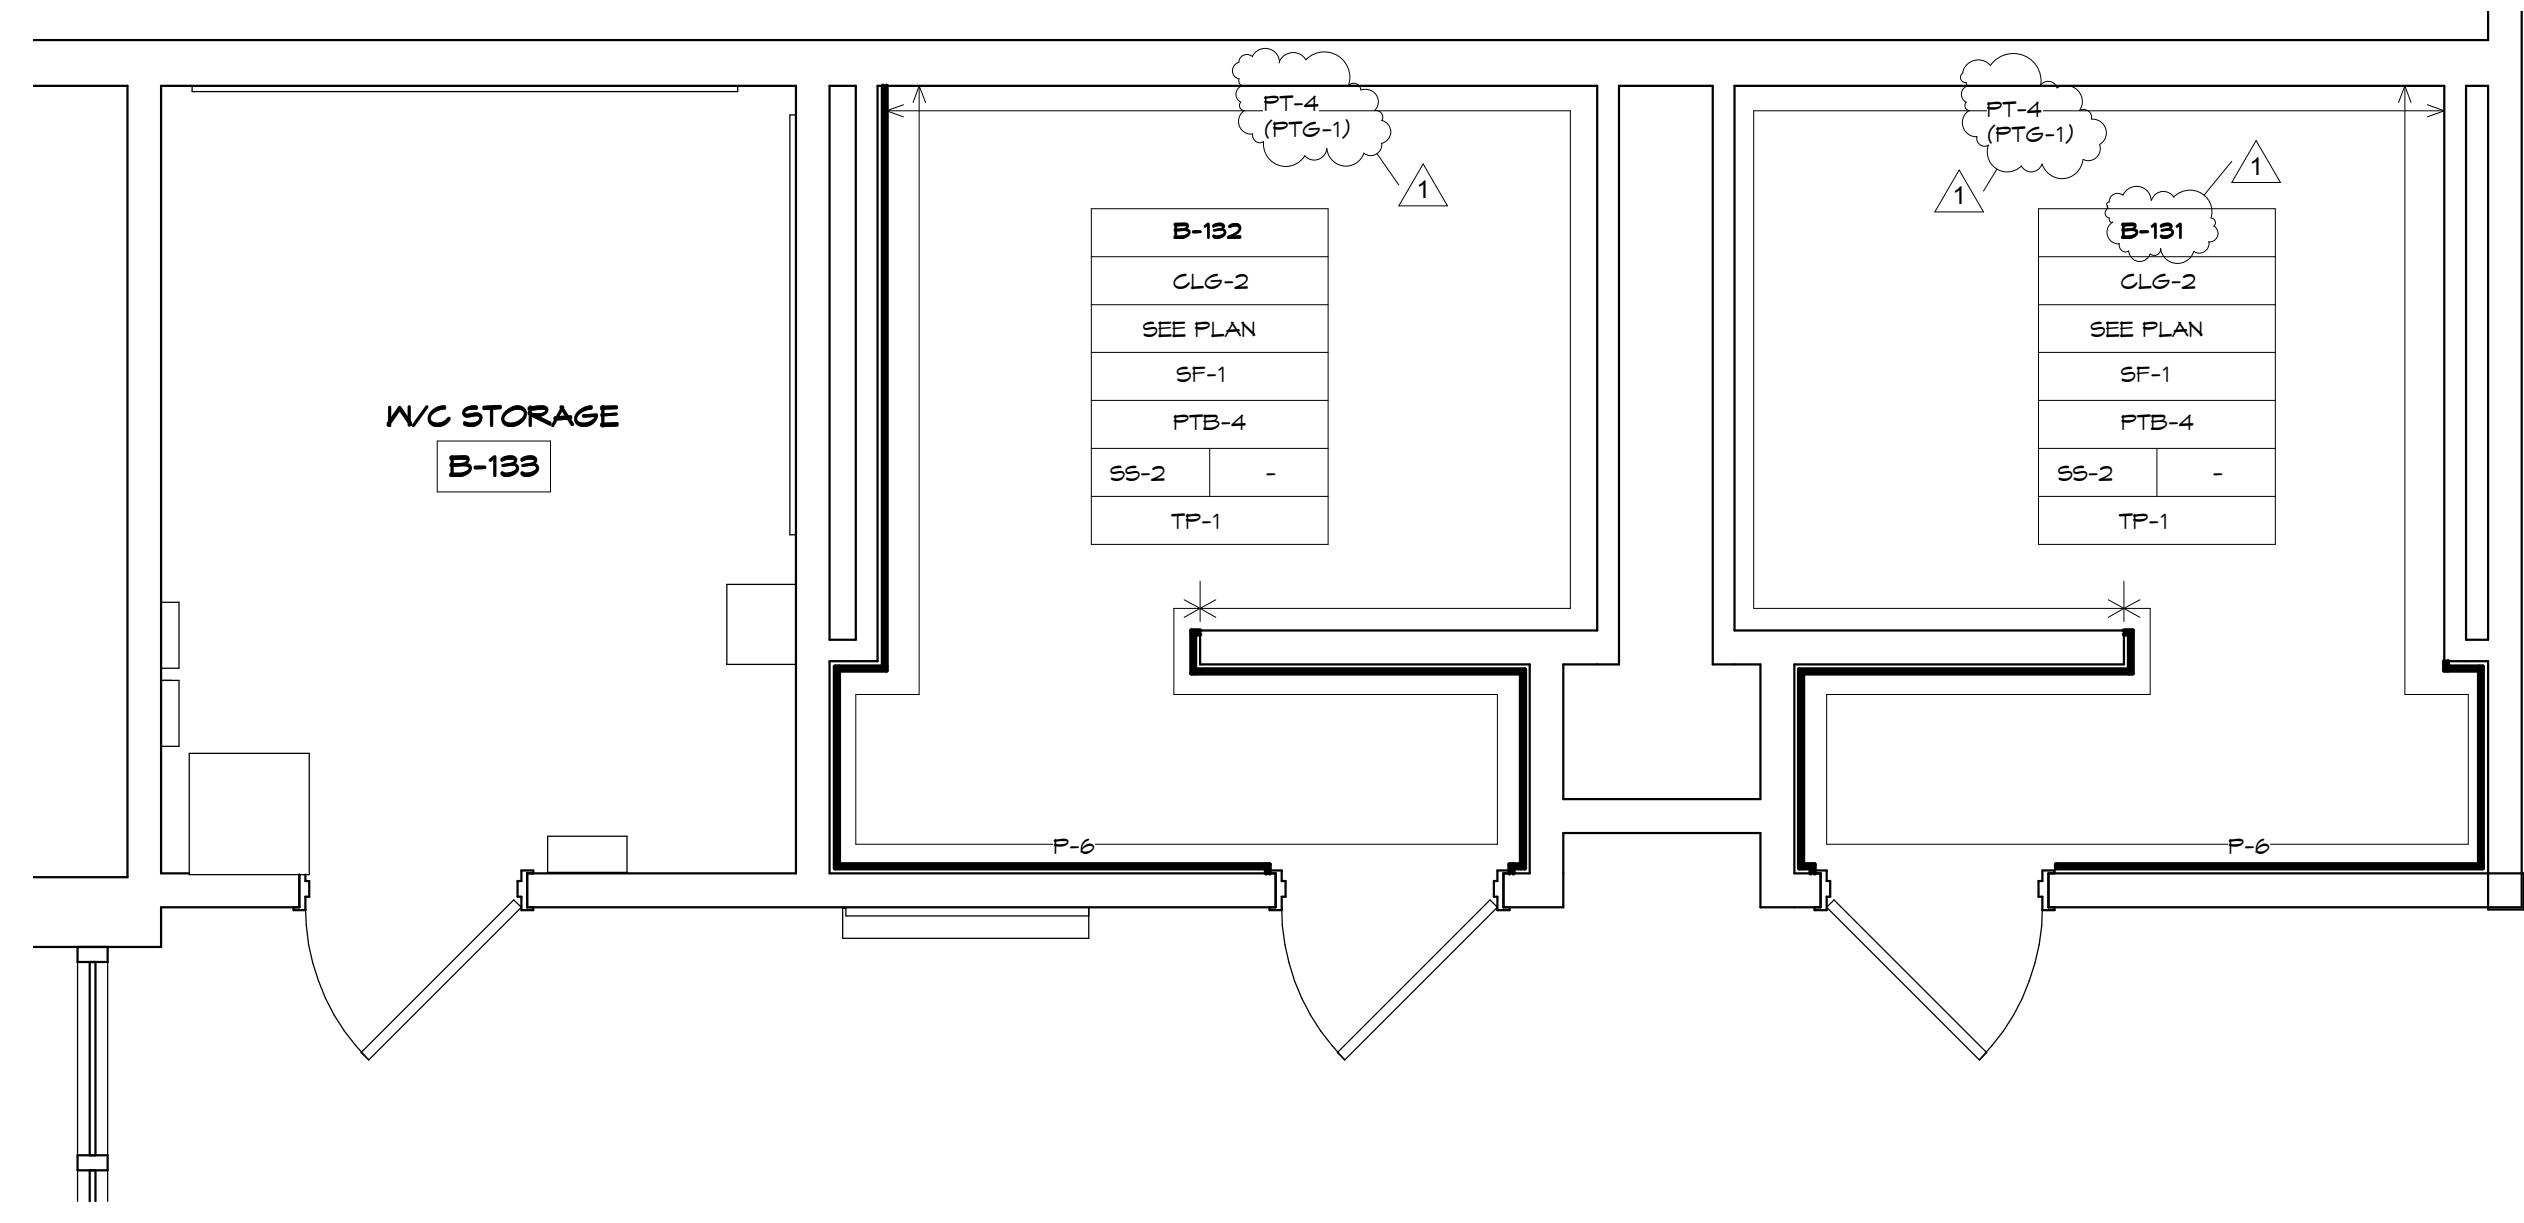 PT-4
(PTG-1)
1
PT-4
(PTG-1)
1
1
B-132
CLG-2
SEE PLAN
SF-1
PTB-4
SS-2 -
TP-1
B-131
CLG-2
SEE PLAN
SF-1
PTB-4
SS-2 -
TP-1
W/C STORAGE
B-133
P-6
P-6